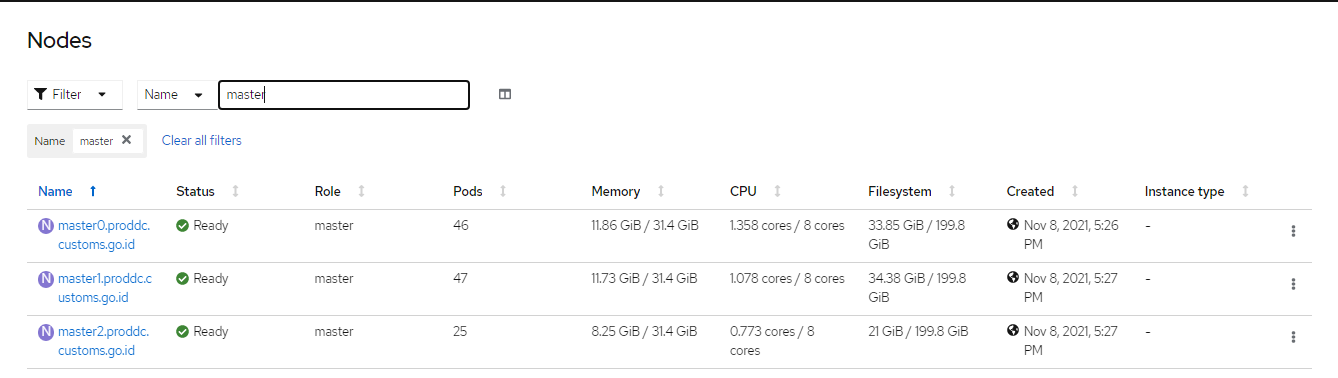 Nodes
Filter Name master
Name master Clear all filters
Name Status Role Pods Memory CPU Filesystem Created Instance type
N master0.proddc. Ready master 46 11.86 GiB / 31.4 GiB 1.358 cores / 8 cores 33.85 GiB / 199.8 Nov 8, 2021, 5:26 -
customs.go.id GiB PM
N master1.proddc.c Ready master 47 11.73 GiB / 31.4 GiB 1.078 cores / 8 cores 34.38 GiB / 199.8 Nov 8, 2021, 5:27 -
ustoms.go.id GiB PM
N master2.proddc. Ready master 25 8.25 GiB / 31.4 GiB 0.773 cores / 8 21 GiB / 199.8 GiB Nov 8, 2021, 5:27 -
customs.go.id cores PM